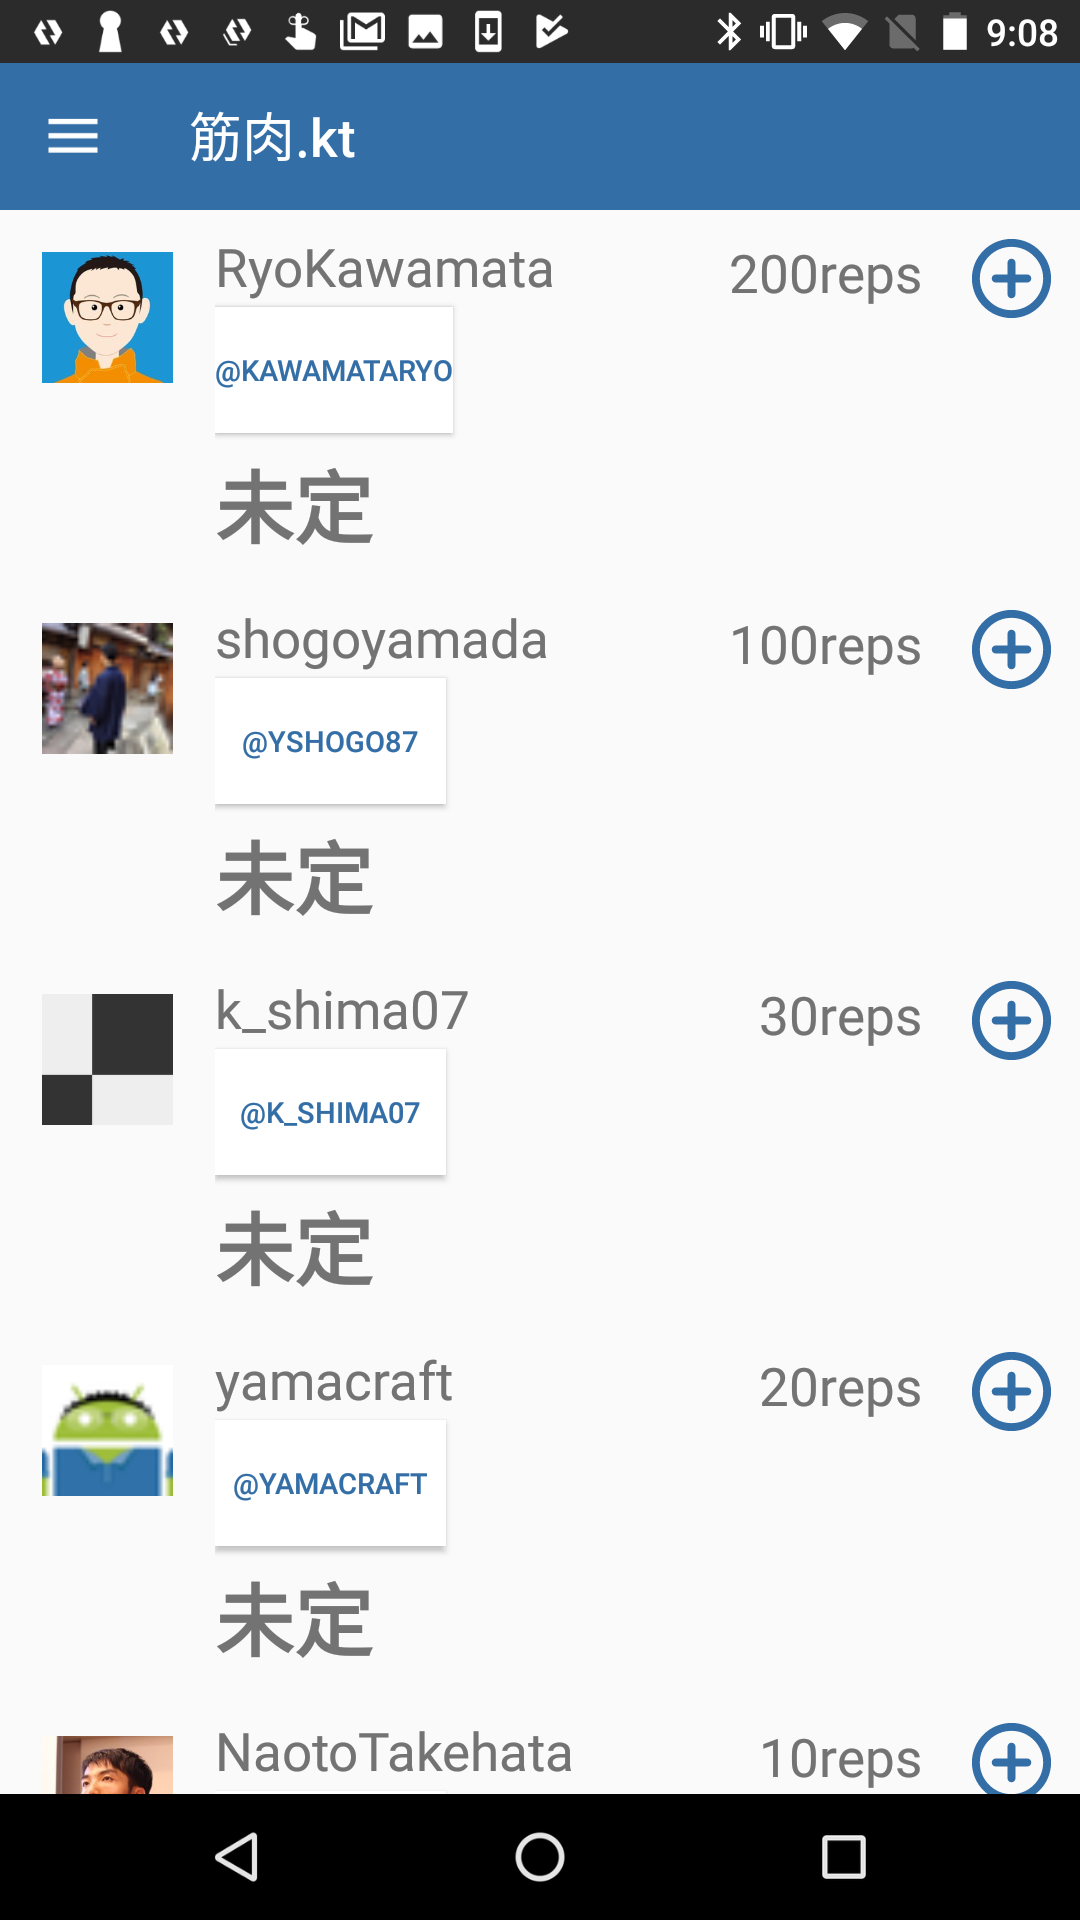 9:08
筋肉.kt
RyoKawamata 200reps
@KAWAMATARYO
未定
shogoyamada 100reps
@YSHOGO87
未定
k_shima07 30reps
@K_SHIMA07
未定
yamacraft 20reps
@YAMACRAFT
未定
NaotoTakehata 10reps